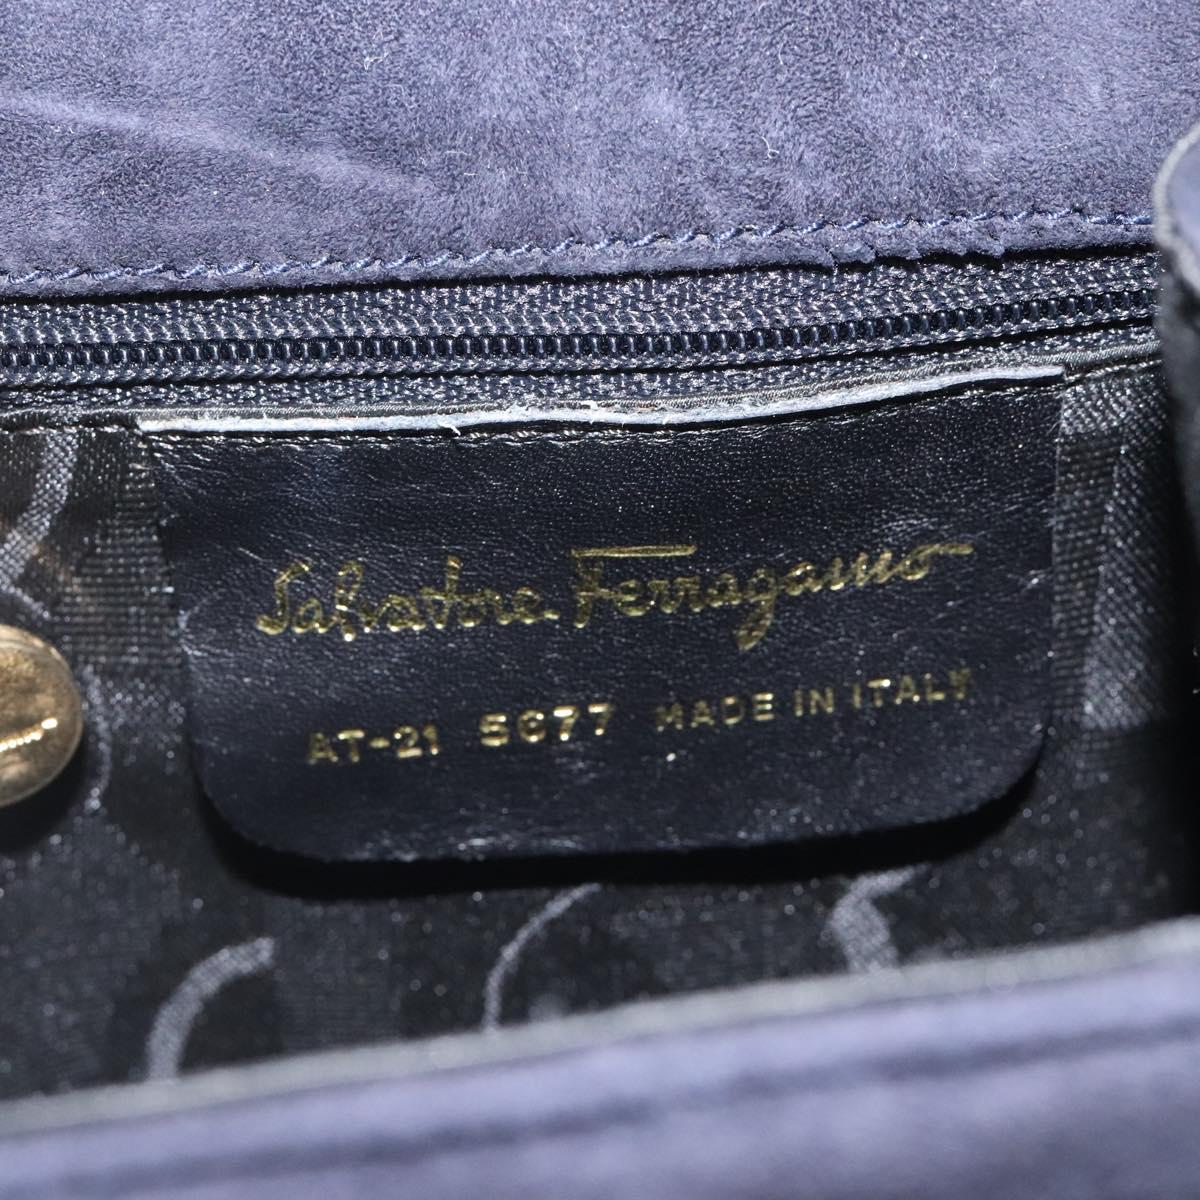 Salvatore Ferragamo
AT-21 5677 MADE IN ITALY